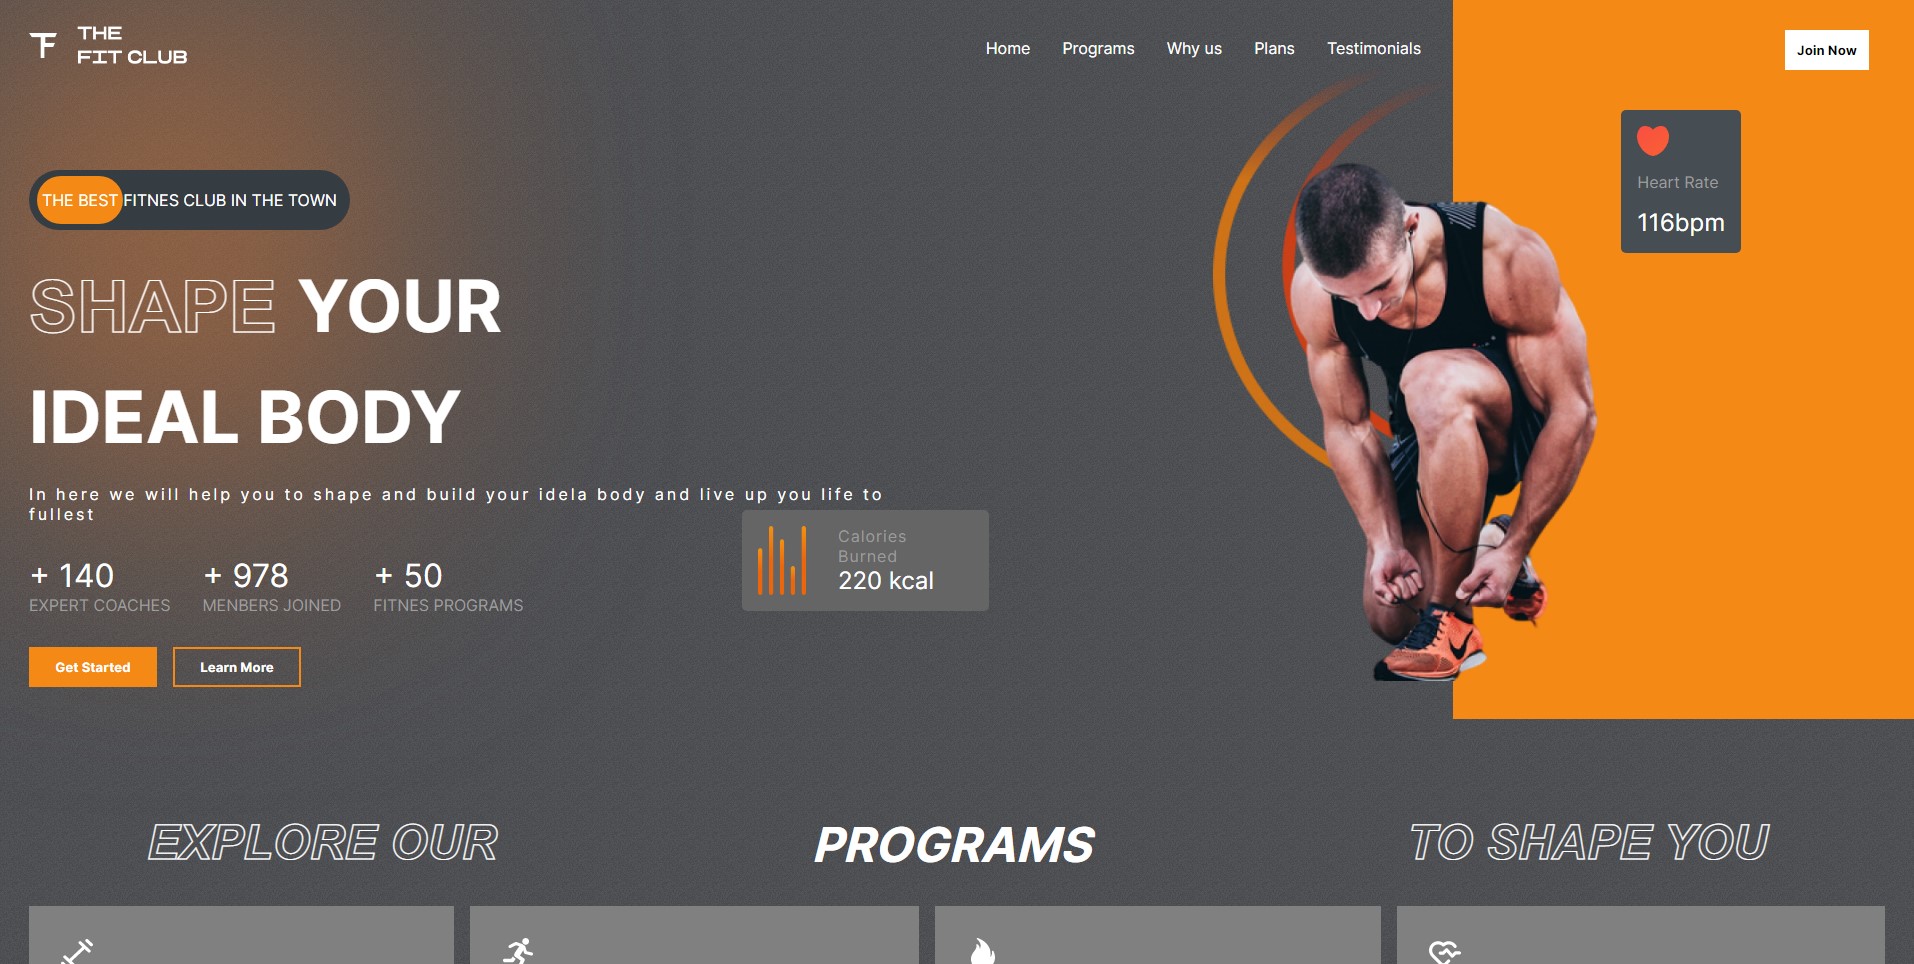 THE
FIT CLUB
Home Programs Why us Plans Testimonials
Join Now
Heart Rate
116bpm
THE BEST FITNES CLUB IN THE TOWN
SHAPE YOUR
IDEAL BODY
In here we will help you to shape and build your idela body and live up you life to
fullest
Calories
Burned
220 kcal
+ 140
EXPERT COACHES
+ 978
MENBERS JOINED
+ 50
FITNES PROGRAMS
Get Started
Learn More
EXPLORE OUR PROGRAMS TO SHAPE YOU